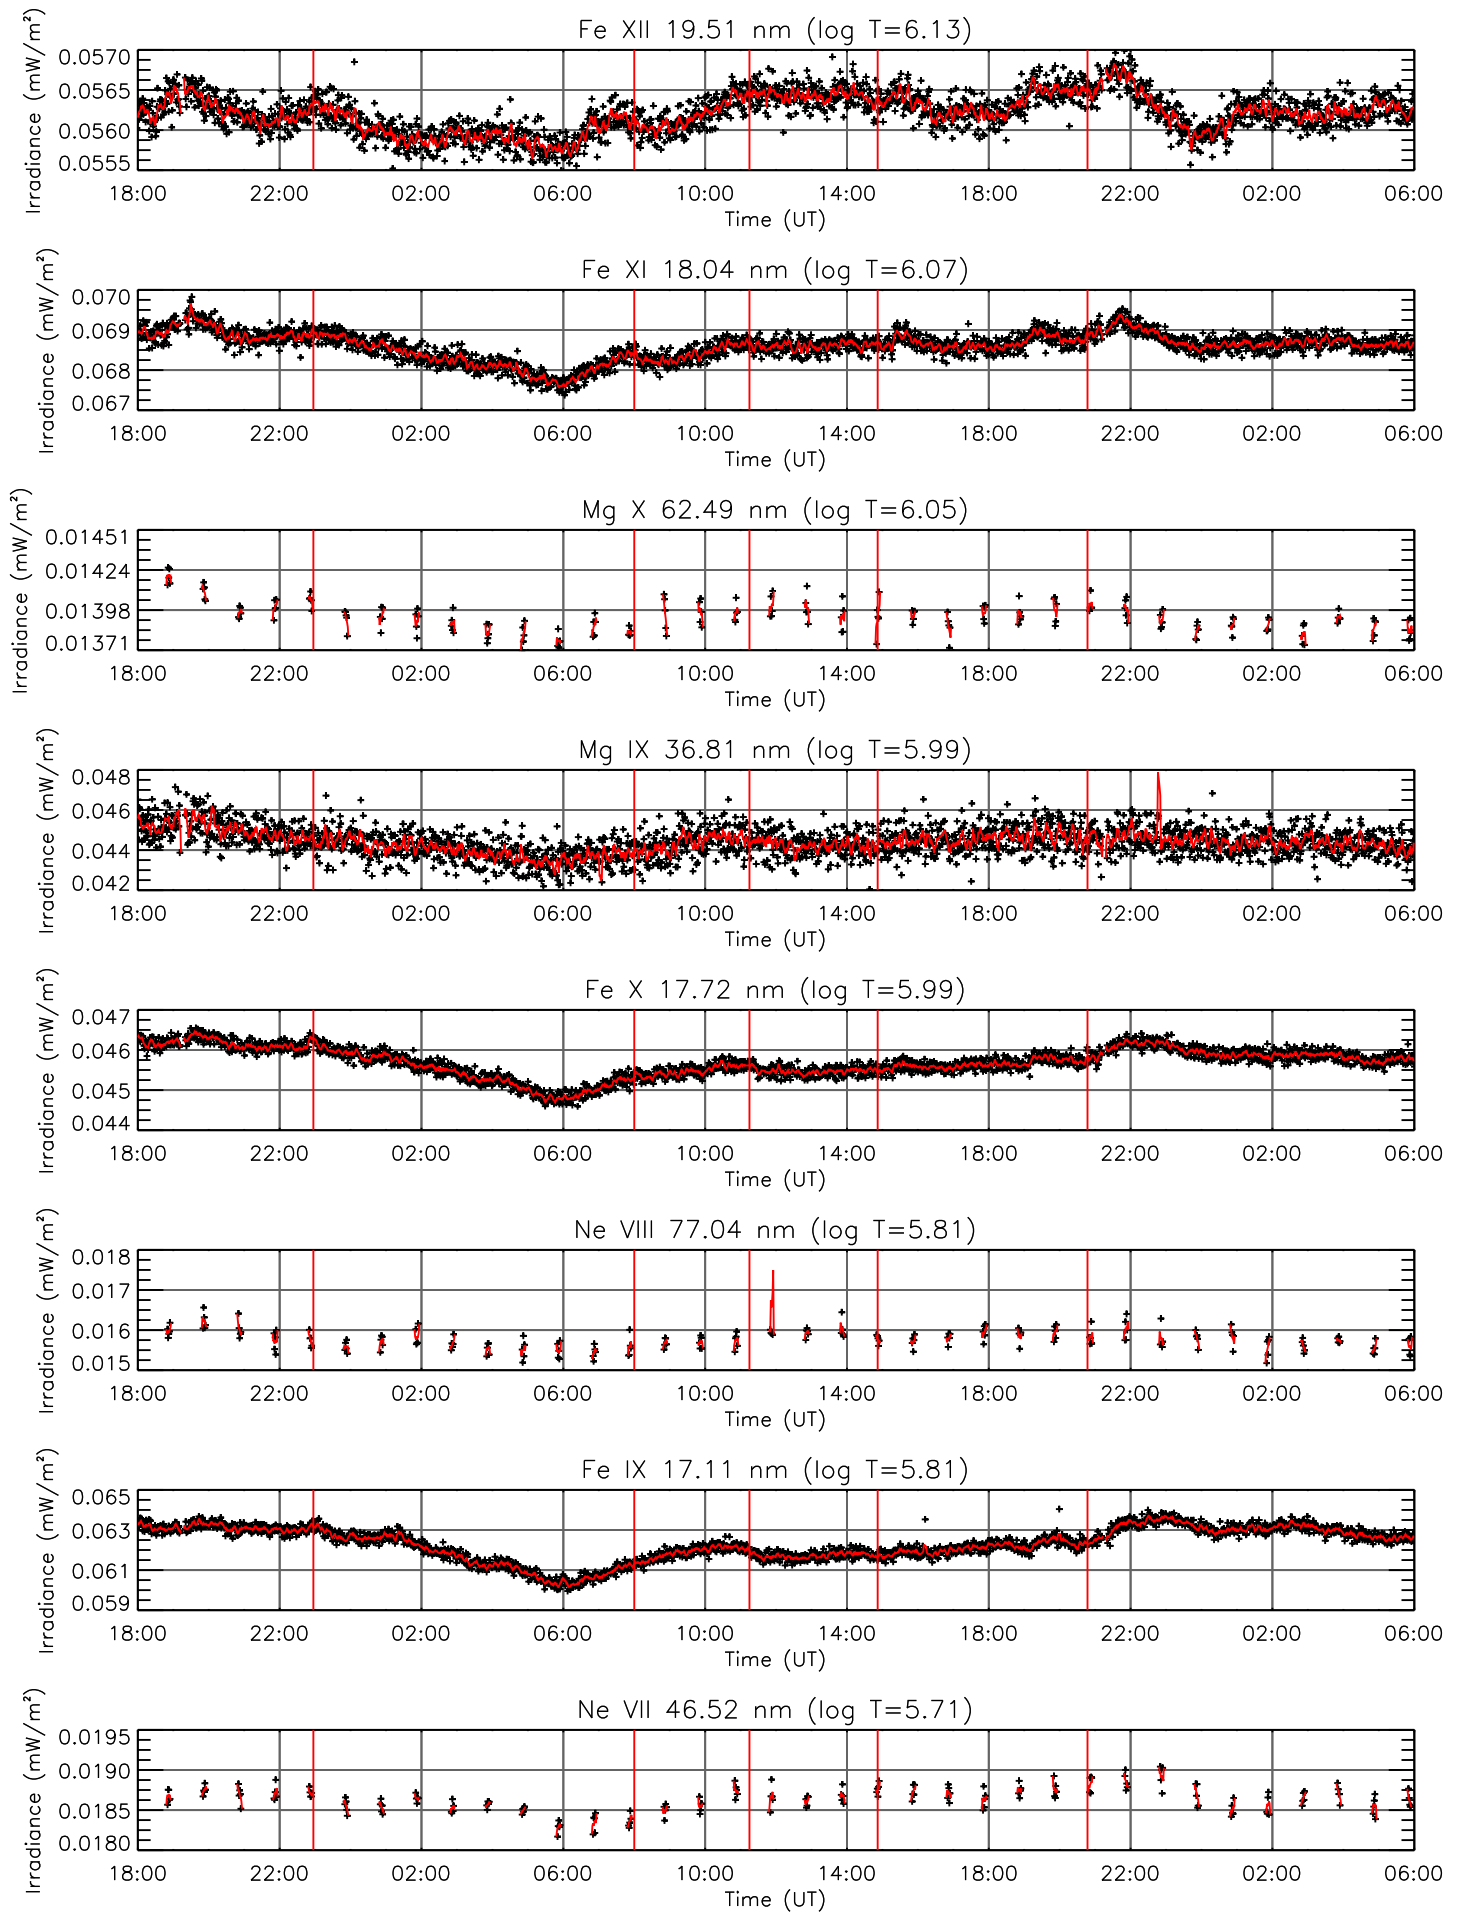 Fe XII 19.51 nm (log T=6.13)
Irradiance (mW/m²)
0.0570
0.0565
0.0560
0.0555
18:00 22:00 02:00 06:00 10:00 14:00 18:00 22:00 02:00 06:00
Time (UT)
Fe XI 18.04 nm (log T=6.07)
Irradiance (mW/m²)
0.070
0.069
0.068
0.067
18:00 22:00 02:00 06:00 10:00 14:00 18:00 22:00 02:00 06:00
Time (UT)
Mg X 62.49 nm (log T=6.05)
Irradiance (mW/m²)
0.01451
0.01424
0.01398
0.01371
18:00 22:00 02:00 06:00 10:00 14:00 18:00 22:00 02:00 06:00
Time (UT)
Mg IX 36.81 nm (log T=5.99)
Irradiance (mW/m²)
0.048
0.046
0.044
0.042
18:00 22:00 02:00 06:00 10:00 14:00 18:00 22:00 02:00 06:00
Time (UT)
Fe X 17.72 nm (log T=5.99)
Irradiance (mW/m²)
0.047
0.046
0.045
0.044
18:00 22:00 02:00 06:00 10:00 14:00 18:00 22:00 02:00 06:00
Time (UT)
Ne VIII 77.04 nm (log T=5.81)
Irradiance (mW/m²)
0.018
0.017
0.016
0.015
18:00 22:00 02:00 06:00 10:00 14:00 18:00 22:00 02:00 06:00
Time (UT)
Fe IX 17.11 nm (log T=5.81)
Irradiance (mW/m²)
0.065
0.063
0.061
0.059
18:00 22:00 02:00 06:00 10:00 14:00 18:00 22:00 02:00 06:00
Time (UT)
Ne VII 46.52 nm (log T=5.71)
Irradiance (mW/m²)
0.0195
0.0190
0.0185
0.0180
18:00 22:00 02:00 06:00 10:00 14:00 18:00 22:00 02:00 06:00
Time (UT)